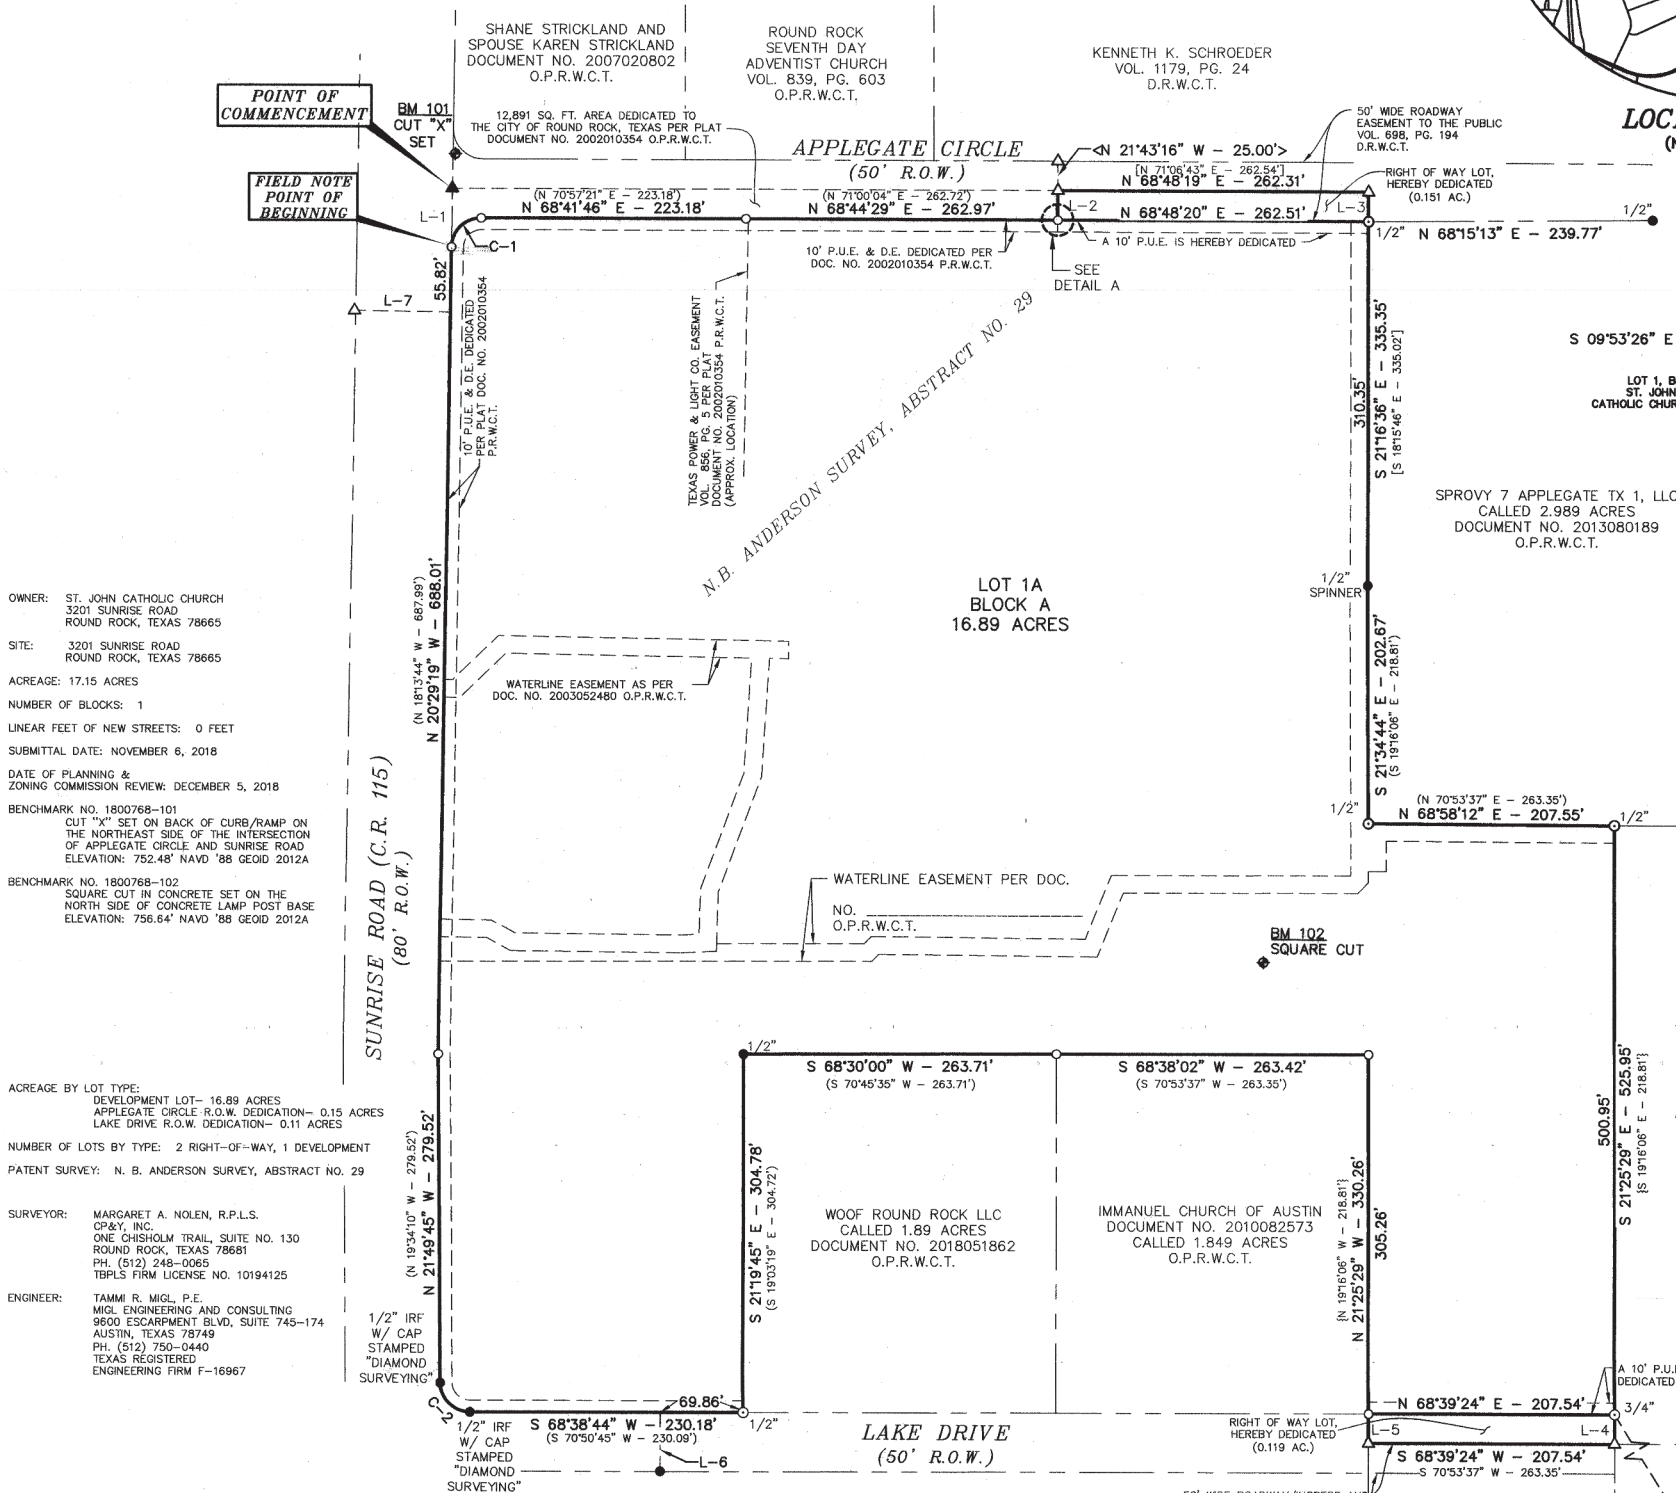 SHANE STRICKLAND AND
SPOUSE KAREN STRICKLAND
DOCUMENT NO. 2007020802
O.P.R.W.C.T.
ROUND ROCK
SEVENTH DAY
ADVENTIST CHURCH
VOL. 839, PG. 603
O.P.R.W.C.T.
KENNETH K. SCHROEDER
VOL. 1179, PG. 24
D.R.W.C.T.
POINT OF
COMMENCEMENT
BM 101
CUT "X"
SET
12,891 SQ. FT. AREA DEDICATED TO
THE CITY OF ROUND ROCK, TEXAS PER PLAT
DOCUMENT NO. 2002010354 O.P.R.W.C.T.
APPLEGATE CIRCLE
(50' R.O.W.)
<N 21°43'16" W - 25.00'>
50' WIDE ROADWAY
EASEMENT TO THE PUBLIC
VOL. 698, PG. 194
D.R.W.C.T.
FIELD NOTE
POINT OF
BEGINNING
L-1
C-1
(N 70°57'21" E - 223.18')
N 68°41'46" E - 223.18'
(N 71°00'04" E - 262.72')
N 68°44'29" E - 262.97'
[N 71°06'43" E - 262.54']
N 68°48'19" E - 262.31'
L-2
N 68°48'20" E - 262.51'
L-3
RIGHT OF WAY LOT,
HEREBY DEDICATED
(0.151 AC.)
1/2"
1/2"
N 68°15'13" E - 239.77'
10' P.U.E. & D.E. DEDICATED PER
DOC. NO. 2002010354 P.R.W.C.T.
A 10' P.U.E. IS HEREBY DEDICATED
SEE
DETAIL A
55.82'
L-7
10' P.U.E. & D.E. DEDICATED
PER PLAT DOC. NO. 2002010354
P.R.W.C.T.
TEXAS POWER & LIGHT CO. EASEMENT
VOL. 856, PG. 5 PER PLAT
DOCUMENT NO. 2002010354 P.R.W.C.T.
(APPROX. LOCATION)
N.B. ANDERSON SURVEY, ABSTRACT NO. 29
310.35'
S 21°16'36" E - 335.35'
[S 18°15'46" E - 335.02']
S 09°53'26" E
LOT 1, B
ST. JOHN
CATHOLIC CHUR
SPROVY 7 APPLEGATE TX 1, LLC
CALLED 2.989 ACRES
DOCUMENT NO. 2013080189
O.P.R.W.C.T.
LOT 1A
BLOCK A
16.89 ACRES
1/2"
SPINNER
S 21°34'44" E - 202.67'
(S 19°16'06" E - 218.81')
(N 18°13'44" W - 687.99')
N 20°29'19" W - 688.01'
WATERLINE EASEMENT AS PER
DOC. NO. 2003052480 O.P.R.W.C.T.
OWNER: ST. JOHN CATHOLIC CHURCH
3201 SUNRISE ROAD
ROUND ROCK, TEXAS 78665
SITE: 3201 SUNRISE ROAD
ROUND ROCK, TEXAS 78665
ACREAGE: 17.15 ACRES
NUMBER OF BLOCKS: 1
LINEAR FEET OF NEW STREETS: 0 FEET
SUBMITTAL DATE: NOVEMBER 6, 2018
DATE OF PLANNING &
ZONING COMMISSION REVIEW: DECEMBER 5, 2018
BENCHMARK NO. 1800768-101
CUT "X" SET ON BACK OF CURB/RAMP ON
THE NORTHEAST SIDE OF THE INTERSECTION
OF APPLEGATE CIRCLE AND SUNRISE ROAD
ELEVATION: 752.48' NAVD '88 GEOID 2012A
BENCHMARK NO. 1800768-102
SQUARE CUT IN CONCRETE SET ON THE
NORTH SIDE OF CONCRETE LAMP POST BASE
ELEVATION: 756.64' NAVD '88 GEOID 2012A
SUNRISE ROAD (C.R. 115)
(80' R.O.W.)
1/2"
(N 70°53'37" E - 263.35')
N 68°58'12" E - 207.55'
1/2"
WATERLINE EASEMENT PER DOC.
NO.
O.P.R.W.C.T.
BM 102
SQUARE CUT
1/2"
S 68°30'00" W - 263.71'
(S 70°45'35" W - 263.71')
S 68°38'02" W - 263.42'
(S 70°53'37" W - 263.35')
ACREAGE BY LOT TYPE:
DEVELOPMENT LOT- 16.89 ACRES
APPLEGATE CIRCLE R.O.W. DEDICATION- 0.15 ACRES
LAKE DRIVE R.O.W. DEDICATION- 0.11 ACRES
NUMBER OF LOTS BY TYPE: 2 RIGHT-OF-WAY, 1 DEVELOPMENT
PATENT SURVEY: N. B. ANDERSON SURVEY, ABSTRACT NO. 29
SURVEYOR: MARGARET A. NOLEN, R.P.L.S.
CP&Y, INC.
ONE CHISHOLM TRAIL, SUITE NO. 130
ROUND ROCK, TEXAS 78681
PH. (512) 248-0065
TBPLS FIRM LICENSE NO. 10194125
ENGINEER: TAMMI R. MIGL, P.E.
MIGL ENGINEERING AND CONSULTING
9600 ESCARPMENT BLVD, SUITE 745-174
AUSTIN, TEXAS 78749
PH. (512) 750-0440
TEXAS REGISTERED
ENGINEERING FIRM F-16967
(N 19°34'10" W - 279.52')
N 21°49'45" W - 279.52'
S 21°19'45" E - 304.78'
(S 19°03'19" E - 304.72')
WOOF ROUND ROCK LLC
CALLED 1.89 ACRES
DOCUMENT NO. 2018051862
O.P.R.W.C.T.
IMMANUEL CHURCH OF AUSTIN
DOCUMENT NO. 2010082573
CALLED 1.849 ACRES
O.P.R.W.C.T.
{N 19°16'06" W - 218.81'}
N 21°25'29" W - 330.26'
305.26'
500.95'
S 21°25'29" E - 525.95'
{S 19°16'06" E - 218.81'}
1/2" IRF
W/ CAP
STAMPED
"DIAMOND
SURVEYING"
C-2
1/2" IRF
W/ CAP
STAMPED
"DIAMOND
SURVEYING"
69.86'
S 68°38'44" W - 230.18'
(S 70°50'45" W - 230.09')
1/2"
L-6
LAKE DRIVE
(50' R.O.W.)
A 10' P.U.
DEDICATED
N 68°39'24" E - 207.54'
3/4"
RIGHT OF WAY LOT,
HEREBY DEDICATED
(0.119 AC.)
L-5
L-4
S 68°39'24" W - 207.54'
S 70°53'37" W - 263.35'